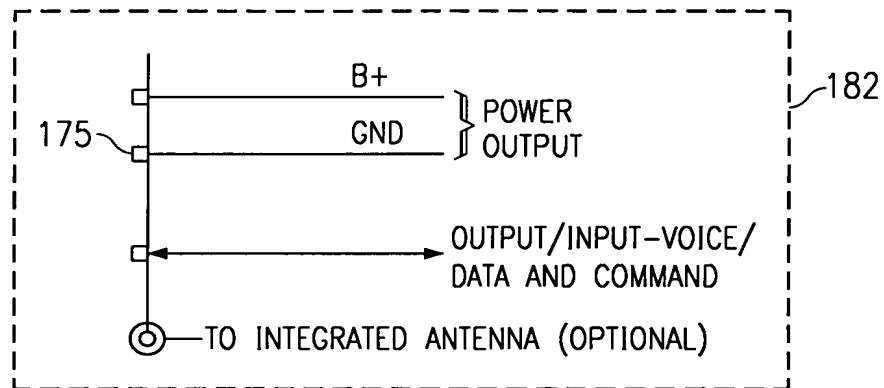 B+
182
POWER
175
GND
OUTPUT
OUTPUT/INPUT-VOICE/
DATA AND COMMAND
TO INTEGRATED ANTENNA (OPTIONAL)